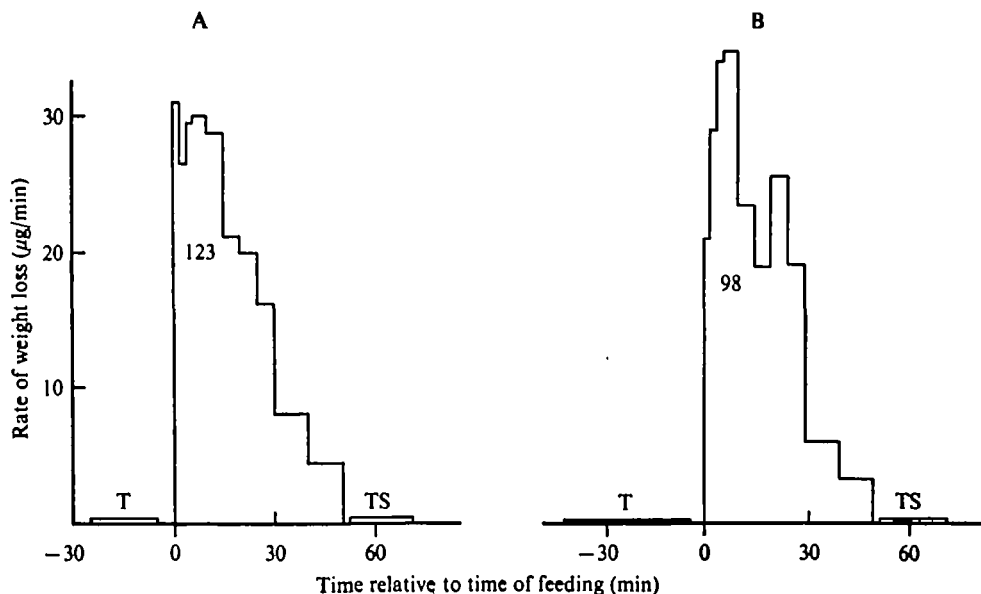 A
B
Rate of weight loss (μg/min)
30
20
10
123
98
T
TS
T
TS
−30
0
30
60
−30
0
30
60
Time relative to time of feeding (min)